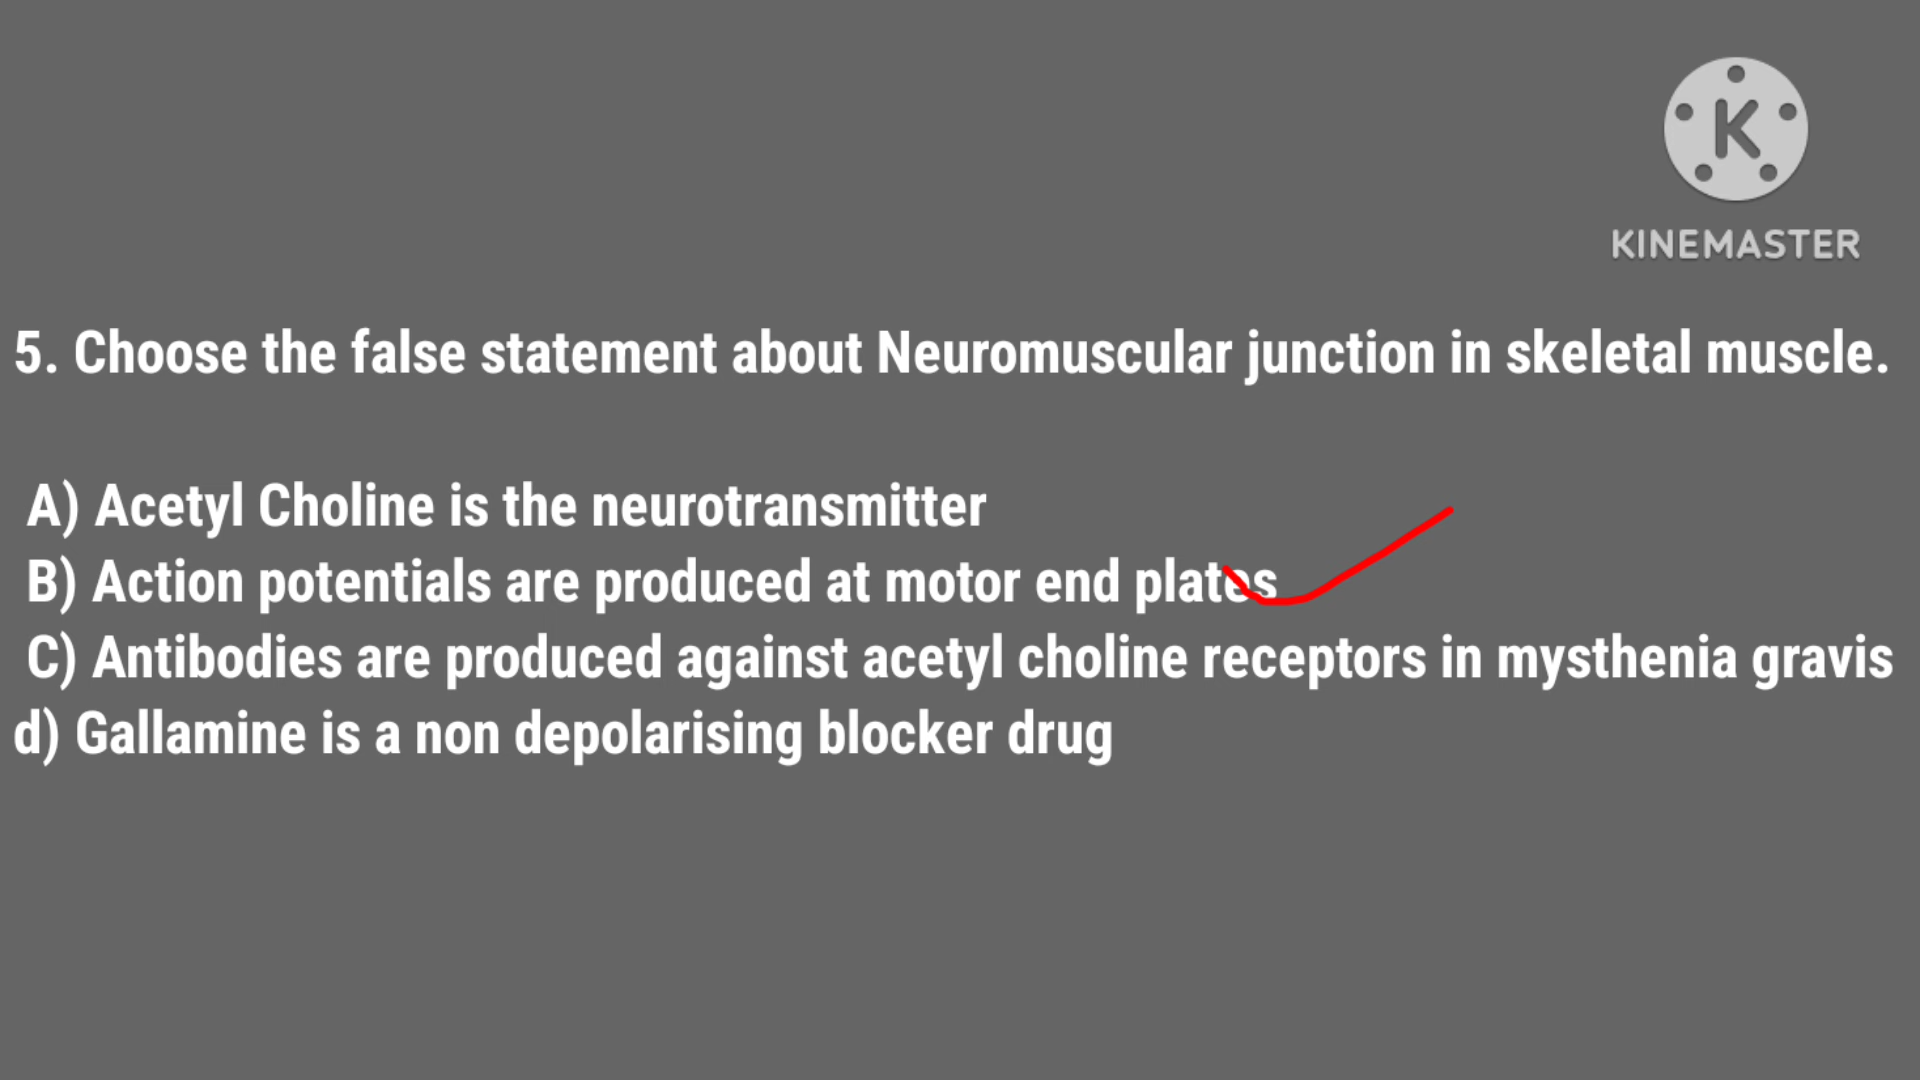 KINEMASTER
5. Choose the false statement about Neuromuscular junction in skeletal muscle.
A) Acetyl Choline is the neurotransmitter
B) Action potentials are produced at motor end plates
C) Antibodies are produced against acetyl choline receptors in mysthenia gravis
d) Gallamine is a non depolarising blocker drug